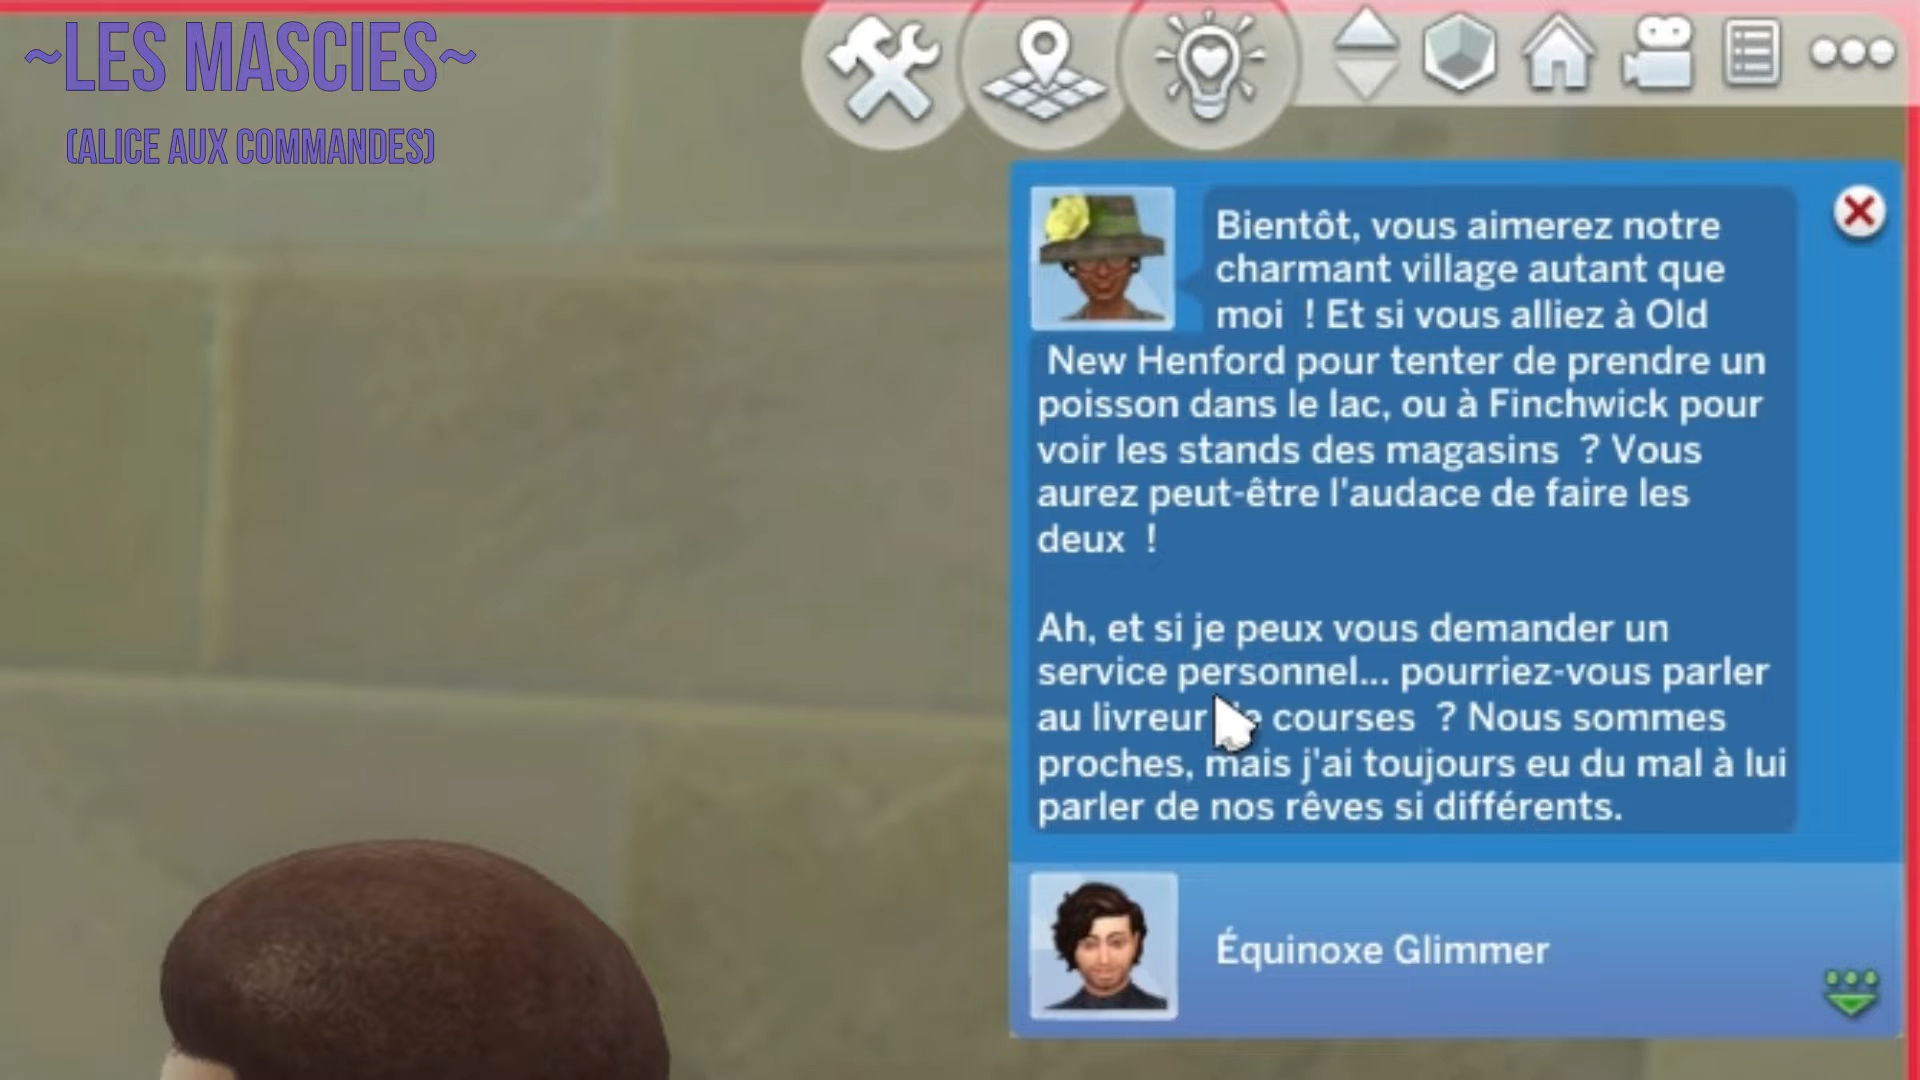 ~LES MASCIES~
(ALICE AUX COMMANDES)
Bientôt, vous aimerez notre
charmant village autant que
moi  ! Et si vous alliez à Old
New Henford pour tenter de prendre un
poisson dans le lac, ou à Finchwick pour
voir les stands des magasins  ? Vous
aurez peut-être l'audace de faire les
deux  !
Ah, et si je peux vous demander un
service personnel... pourriez-vous parler
au livreur courses  ? Nous sommes
proches, mais j'ai toujours eu du mal à lui
parler de nos rêves si différents.
Équinoxe Glimmer